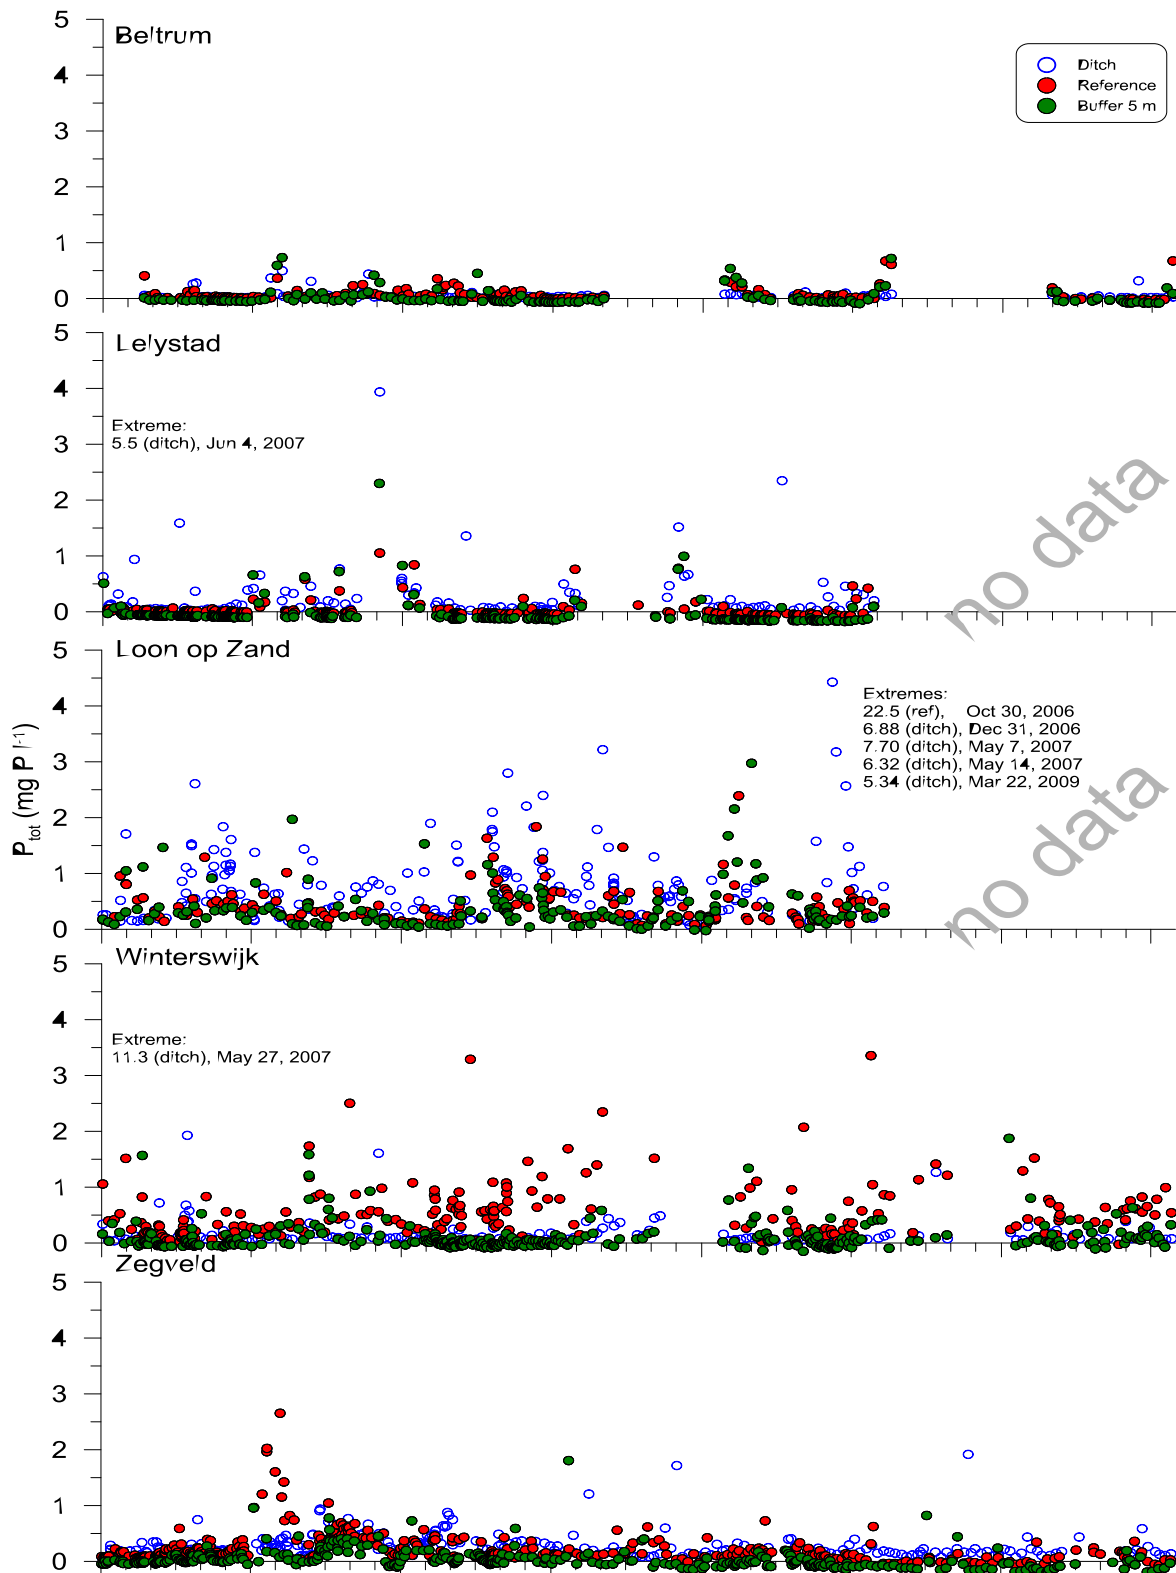 Beltrum
5
4
3
2
1
0
Ditch
Reference
Buffer 5 m
Lelystad
5
4
3
2
1
0
Extreme:
5.5 (ditch), Jun 4, 2007
no data
Loon op Zand
5
4
3
2
1
0
Ptot (mg P l-1)
Extremes:
22.5 (ref), Oct 30, 2006
6.88 (ditch), Dec 31, 2006
7.70 (ditch), May 7, 2007
6.32 (ditch), May 14, 2007
5.34 (ditch), Mar 22, 2009
no data
Winterswijk
5
4
3
2
1
0
Extreme:
11.3 (ditch), May 27, 2007
Zegveld
5
4
3
2
1
0